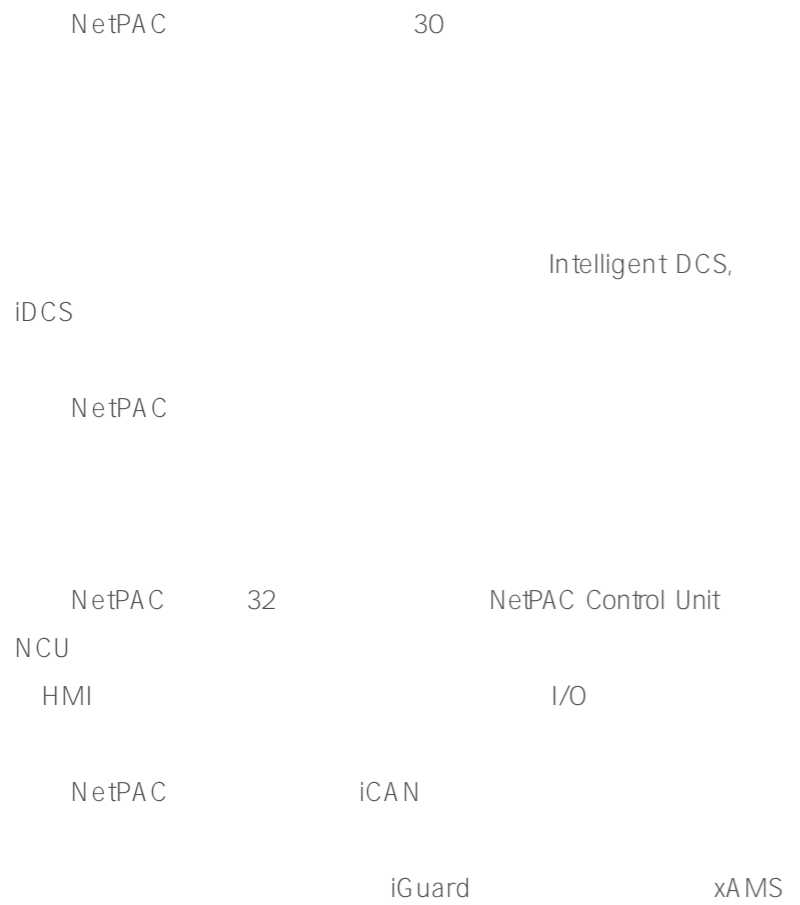 NetPAC 30
Intelligent DCS,
iDCS
NetPAC
NetPAC 32 NetPAC Control Unit
NCU
HMI I/O
NetPAC iCAN
iGuard xAMS